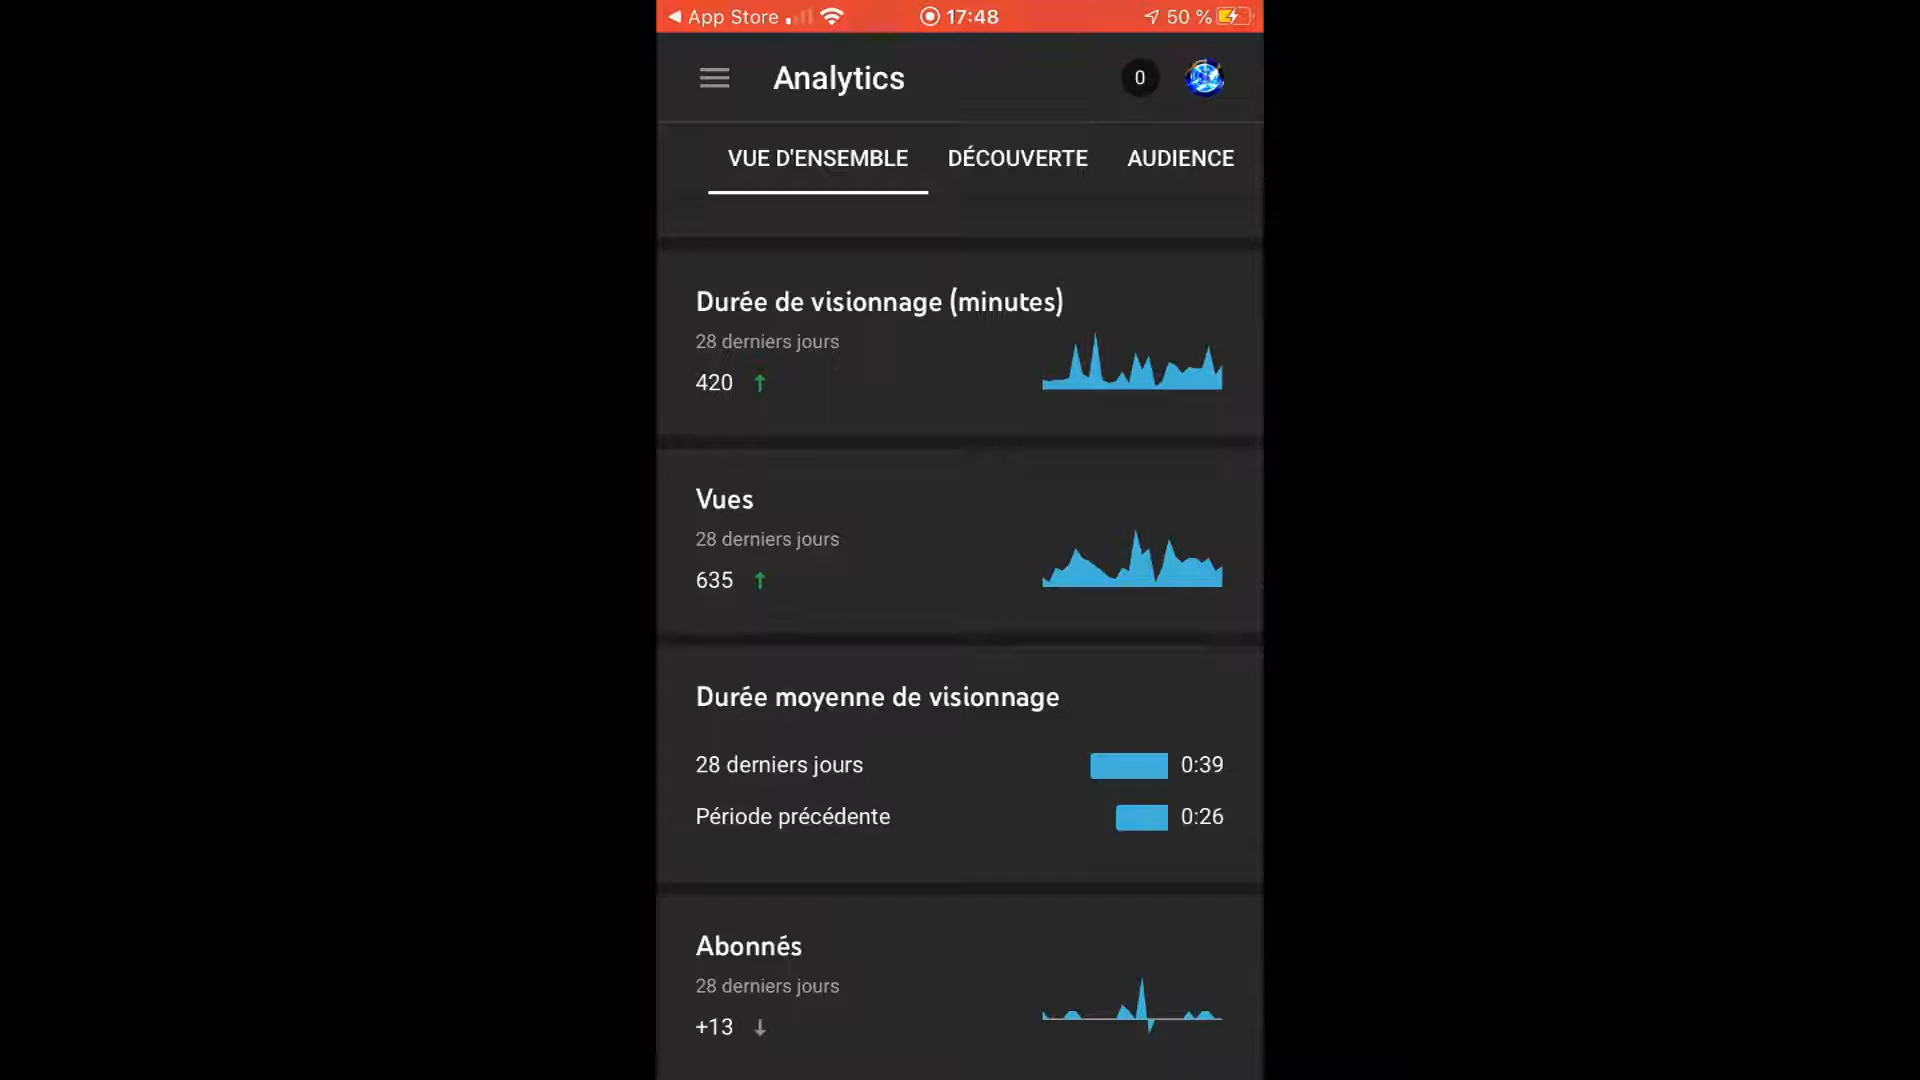 App Store 17:48 50 %
Analytics 0
VUE D'ENSEMBLE DÉCOUVERTE AUDIENCE
Durée de visionnage (minutes)
28 derniers jours
420
Vues
28 derniers jours
635
Durée moyenne de visionnage
28 derniers jours 0:39
Période précédente 0:26
Abonnés
28 derniers jours
+13